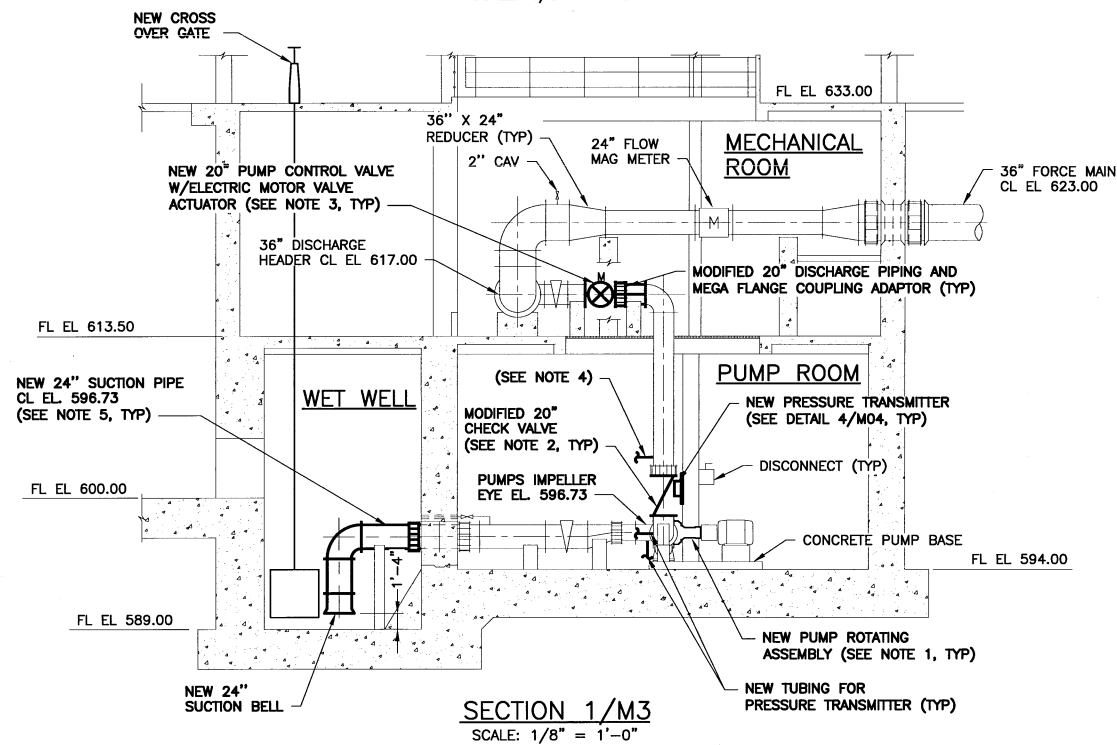 NEW CROSS
OVER GATE
FL EL 633.00
36" X 24"
REDUCER (TYP)
24" FLOW
MAG METER
MECHANICAL
ROOM
2" CAV
36" FORCE MAIN
CL EL 623.00
NEW 20" PUMP CONTROL VALVE
W/ELECTRIC MOTOR VALVE
ACTUATOR (SEE NOTE 3, TYP)
M
36" DISCHARGE
HEADER CL EL 617.00
M
MODIFIED 20" DISCHARGE PIPING AND
MEGA FLANGE COUPLING ADAPTOR (TYP)
FL EL 613.50
NEW 24" SUCTION PIPE
CL EL. 596.73
(SEE NOTE 5, TYP)
WET WELL
(SEE NOTE 4)
PUMP ROOM
MODIFIED 20"
CHECK VALVE
(SEE NOTE 2, TYP)
NEW PRESSURE TRANSMITTER
(SEE DETAIL 4/M04, TYP)
DISCONNECT (TYP)
PUMPS IMPELLER
EYE EL. 596.73
FL EL 600.00
CONCRETE PUMP BASE
FL EL 594.00
1'-4"
FL EL 589.00
NEW PUMP ROTATING
ASSEMBLY (SEE NOTE 1, TYP)
NEW 24"
SUCTION BELL
NEW TUBING FOR
PRESSURE TRANSMITTER (TYP)
SECTION 1/M3
SCALE: 1/8" = 1'-0"